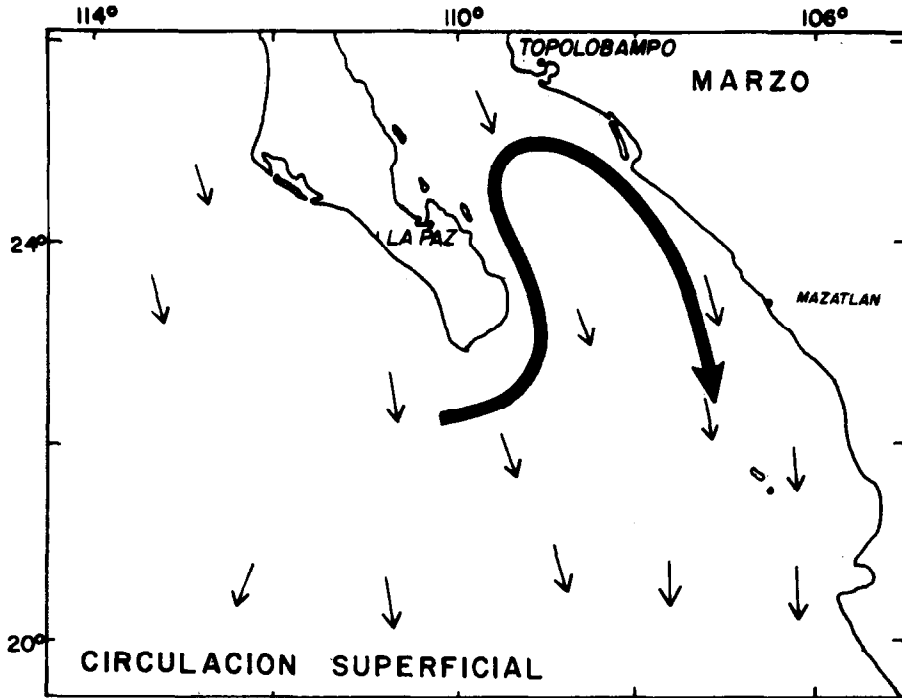 114° 110° 106°
TOPOLOBAMPO
MARZO
24°
LA PAZ
MAZATLAN
20°
CIRCULACION SUPERFICIAL